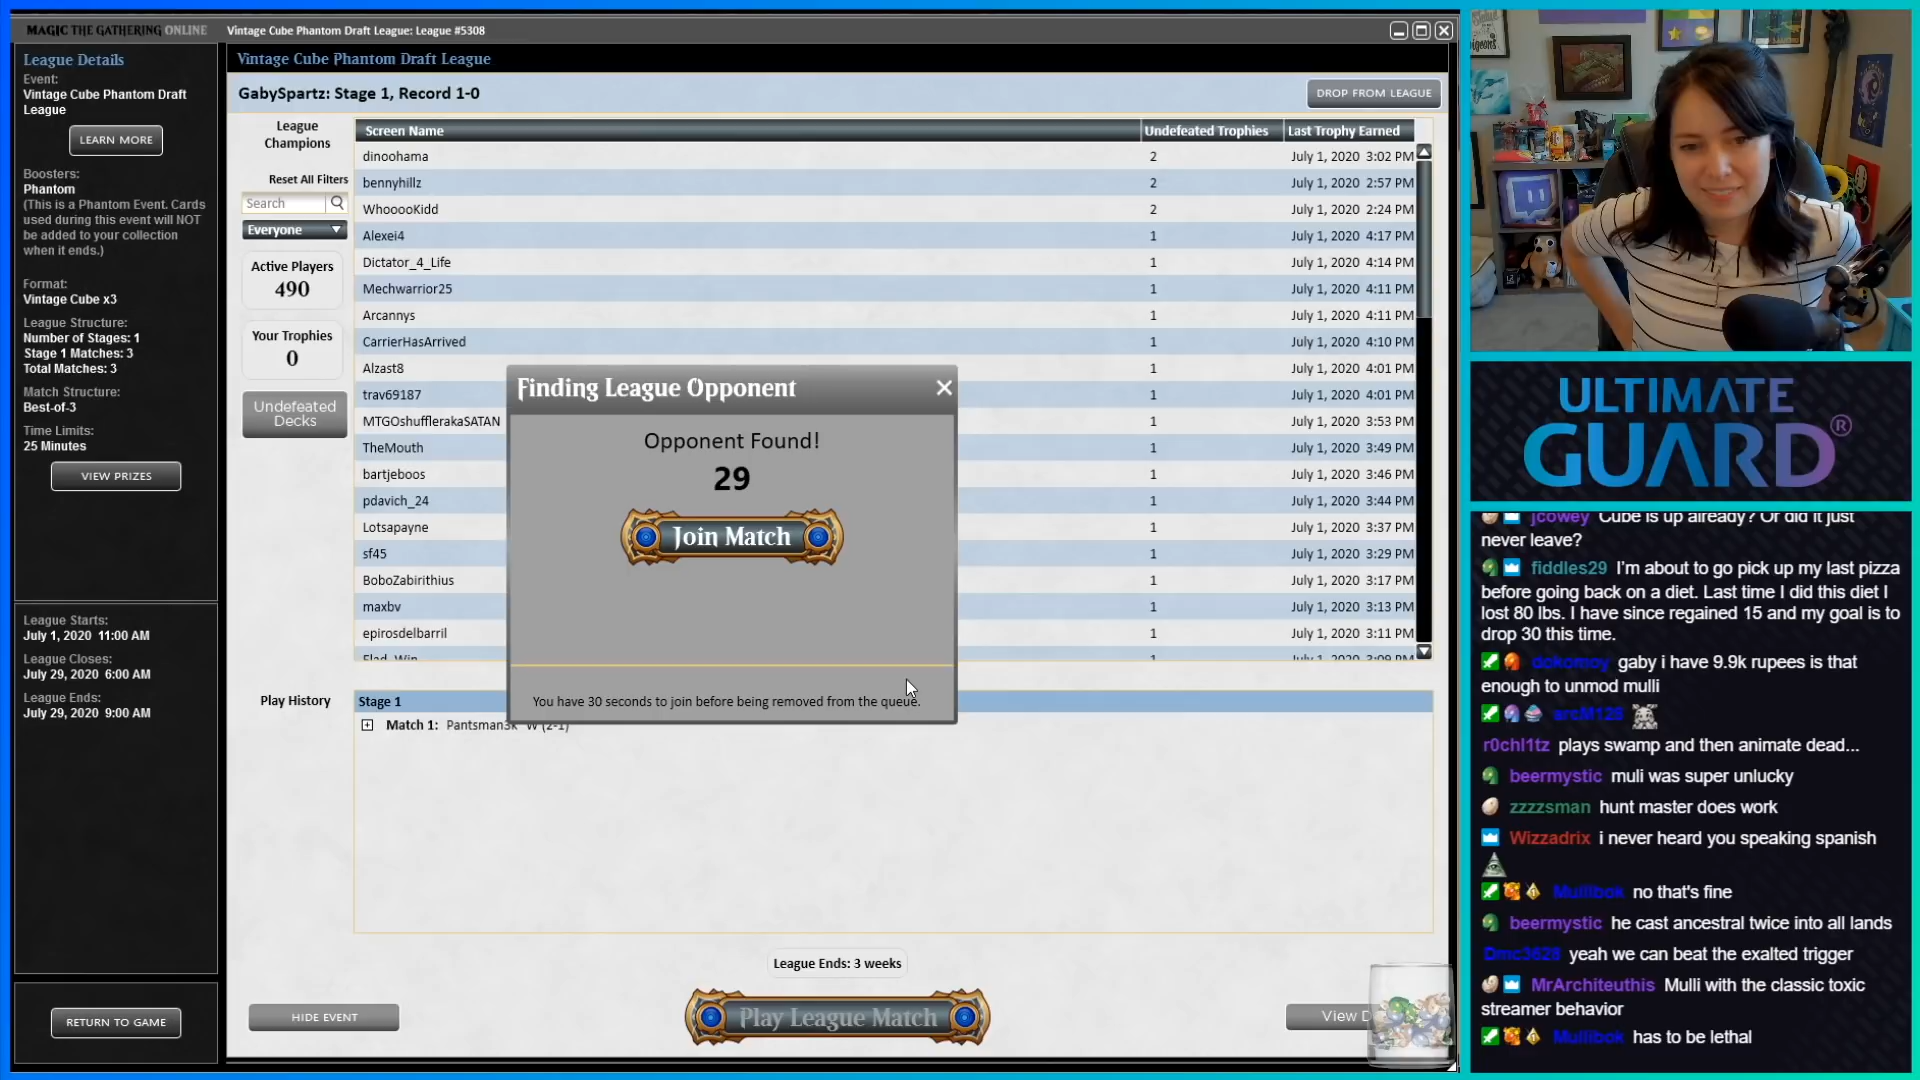 MAGIC THE GATHERING ONLINE
Vintage Cube Phantom Draft League: League #5308
League Details
Event:
Vintage Cube Phantom Draft
League
LEARN MORE
Boosters:
Phantom
(This is a Phantom Event. Cards
used during this event will NOT
be added to your collection
when it ends.)
Format:
Vintage Cube x3
League Structure:
Number of Stages: 1
Stage 1 Matches: 3
Total Matches: 3
Match Structure:
Best-of-3
Time Limits:
25 Minutes
VIEW PRIZES
League Starts:
July 1, 2020 11:00 AM
League Closes:
July 29, 2020 6:00 AM
League Ends:
July 29, 2020 9:00 AM
RETURN TO GAME
Vintage Cube Phantom Draft League
GabySpartz: Stage 1, Record 1-0
DROP FROM LEAGUE
League
Champions
Reset All Filters
Search
Everyone
Active Players
490
Your Trophies
0
Undefeated
Decks
Screen Name Undefeated Trophies Last Trophy Earned
dinoohama 2 July 1, 2020 3:02 PM
bennyhillz 2 July 1, 2020 2:57 PM
WhooooKidd 2 July 1, 2020 2:24 PM
Alexei4 1 July 1, 2020 4:17 PM
Dictator_4_Life 1 July 1, 2020 4:14 PM
Mechwarrior25 1 July 1, 2020 4:11 PM
Arcannys 1 July 1, 2020 4:11 PM
CarrierHasArrived 1 July 1, 2020 4:10 PM
Alzast8 1 July 1, 2020 4:01 PM
trav69187 1 July 1, 2020 4:01 PM
MTGOshufflerakaSATAN 1 July 1, 2020 3:53 PM
TheMouth 1 July 1, 2020 3:49 PM
bartjeboos 1 July 1, 2020 3:46 PM
pdavich_24 1 July 1, 2020 3:44 PM
Lotsapayne 1 July 1, 2020 3:37 PM
sf45 1 July 1, 2020 3:29 PM
BoboZabirithius 1 July 1, 2020 3:17 PM
maxbv 1 July 1, 2020 3:13 PM
epirosdelbarril 1 July 1, 2020 3:11 PM
Elad_Win 1 July 1, 2020 3:09 PM
Finding League Opponent
Opponent Found!
29
Join Match
You have 30 seconds to join before being removed from the queue.
Play History
Stage 1
Match 1: Pantsman3k W (2-1)
League Ends: 3 weeks
HIDE EVENT
Play League Match
View D
ULTIMATE
GUARD®
jcowey Cube is up already? Or did it just
never leave?
fiddles29 I'm about to go pick up my last pizza
before going back on a diet. Last time I did this diet I
lost 80 lbs. I have since regained 15 and my goal is to
drop 30 this time.
dokomoy gaby i have 9.9k rupees is that
enough to unmod mulli
arcM126
r0chl1tz plays swamp and then animate dead...
beermystic muli was super unlucky
zzzzsman hunt master does work
Wizzadrix i never heard you speaking spanish
Mullibok no that's fine
beermystic he cast ancestral twice into all lands
Dmc3628 yeah we can beat the exalted trigger
MrArchiteuthis Mulli with the classic toxic
streamer behavior
Mullibok has to be lethal